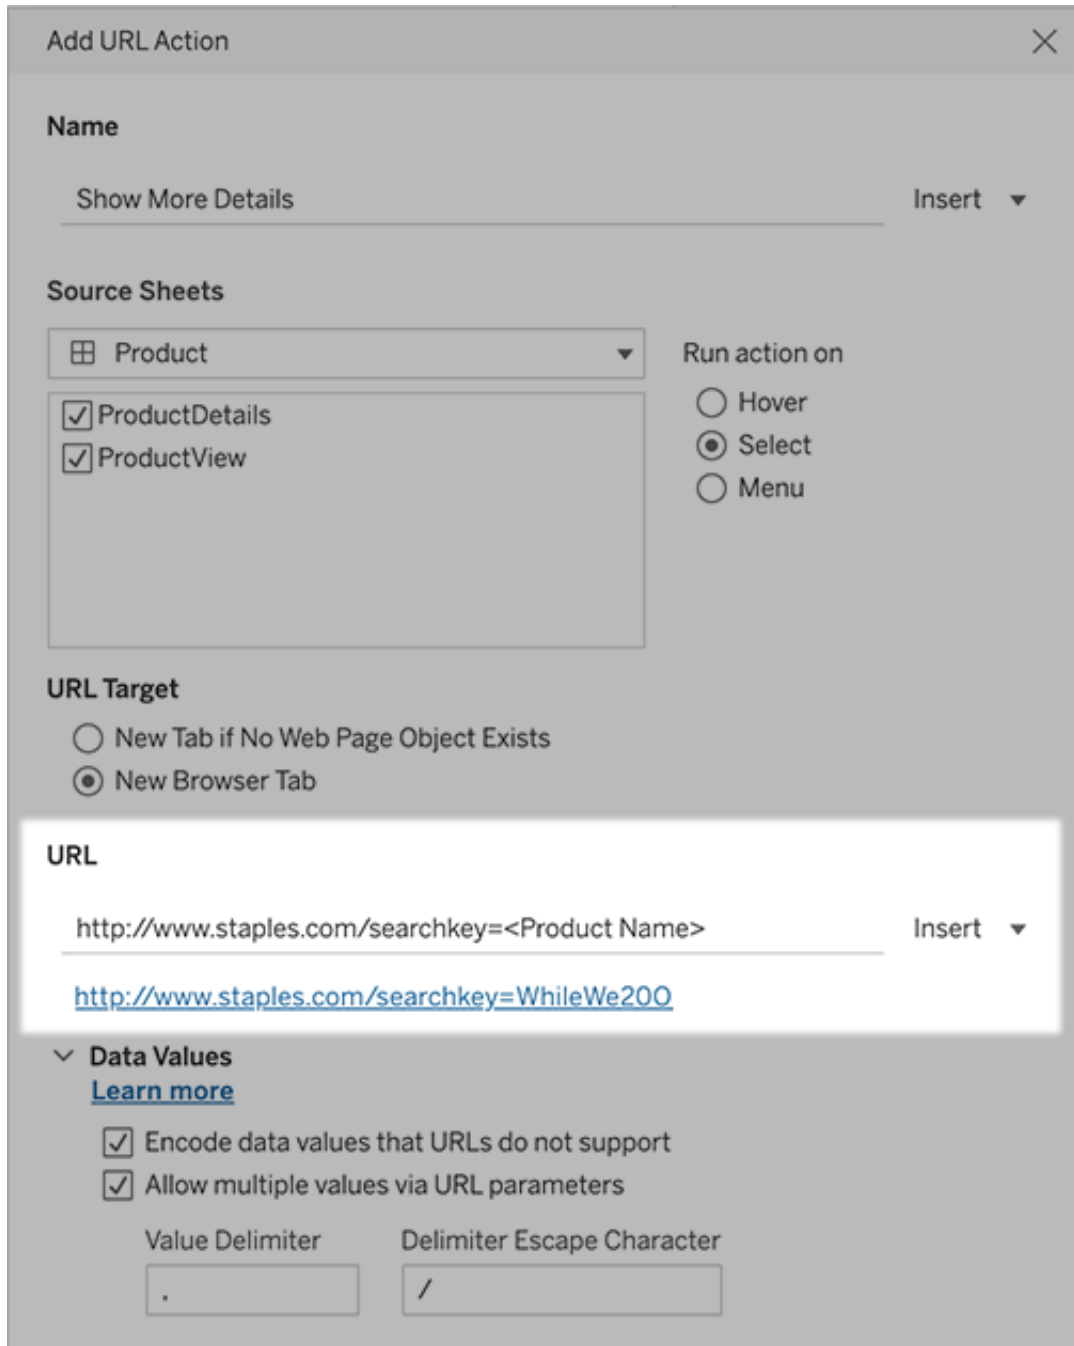 Add URL Action
Name
Show More Details Insert
Source Sheets
Product
Run action on
ProductDetails
ProductView
Hover
Select
Menu
URL Target
New Tab if No Web Page Object Exists
New Browser Tab
URL
http://www.staples.com/searchkey=<Product Name> Insert
http://www.staples.com/searchkey=WhileWe20O
Data Values
Learn more
Encode data values that URLs do not support
Allow multiple values via URL parameters
Value Delimiter Delimiter Escape Character
. /